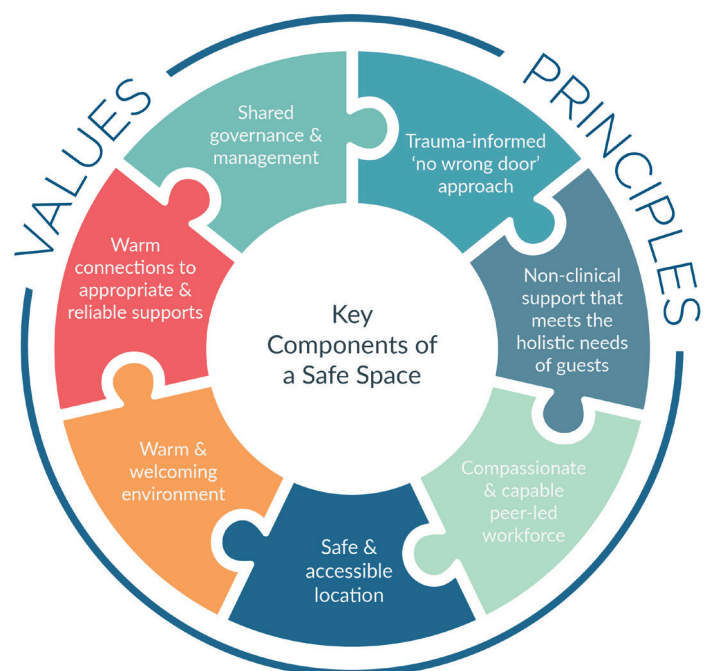 VALUES
PRINCIPLES
Shared
governance &
management
Trauma-informed
‘no wrong door’
approach
Non-clinical
support that
meets the
holistic needs
of guests
Compassionate
& capable
peer-led
workforce
Safe &
accessible
location
Warm &
welcoming
environment
Warm
connections to
appropriate &
reliable supports
Key
Components of
a Safe Space